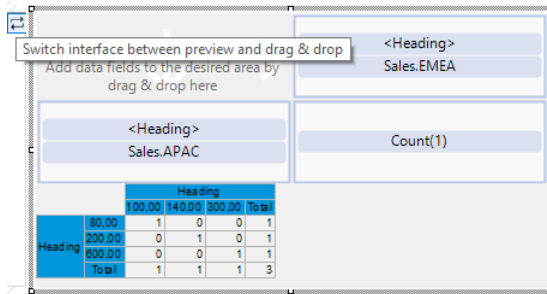 Switch interface between preview and drag & drop
Add data fields to the desired area by
drag & drop here
<Heading>
Sales.EMEA
<Heading>
Sales.APAC
Count(1)
Heading
100,00 140,00 300,00 Total
Heading
80,00 1 0 0 1
200,00 0 1 0 1
600,00 0 0 1 1
Total 1 1 1 3